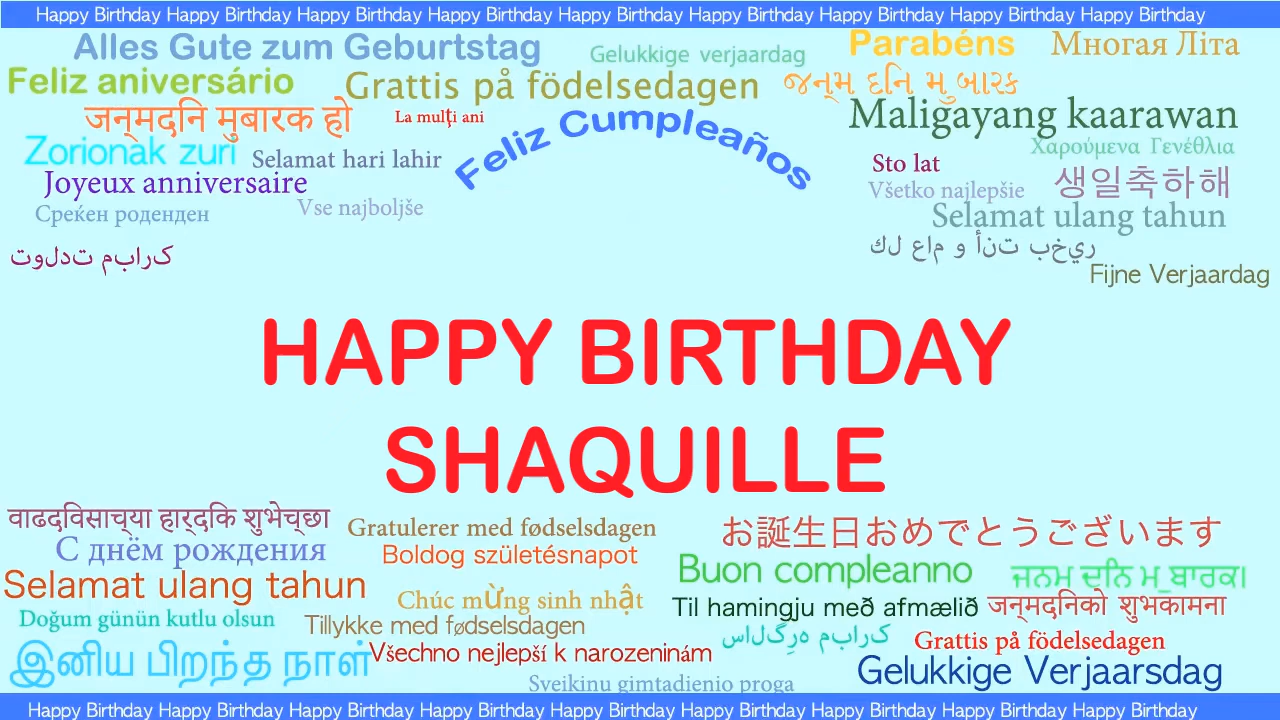 Happy Birthday Happy Birthday Happy Birthday Happy Birthday Happy Birthday Happy Birthday Happy Birthday Happy Birthday Happy Birthday
Alles Gute zum Geburtstag
Gelukkige verjaardag
Parabéns
Многая Літа
Feliz aniversário
Grattis på födelsedagen
જન્મ દનિ મુ બારક
जन्मदनि मुबारक हो
La mulţi ani
Feliz Cumpleaños
Maligayang kaarawan
Zorionak zuri
Selamat hari lahir
Sto lat
Χαρούμενα Γενέθλια
Joyeux anniversaire
Všetko najlepšie
생일축하해
Среќен роденден
Vse najboljše
Selamat ulang tahun
كل عام و أنت بخير
تولدت مبارک
Fijne Verjaardag
HAPPY BIRTHDAY
SHAQUILLE
वाढदविसाच्या हार्दकि शुभेच्छा
Gratulerer med fødselsdagen
お誕生日おめでとうございます
С днём рождения
Boldog születésnapot
Buon compleanno
ਜਨਮ ਦਨਿ ਮੁਬਾਰਕ।
Selamat ulang tahun
Chúc mừng sinh nhật
Til hamingju með afmælið
जन्मदनिको शुभकामना
Doğum günün kutlu olsun
Tillykke med fødselsdagen
سالگرہ مبارک
Grattis på födelsedagen
இனிய பிறந்த நாள்
Všechno nejlepší k narozeninám
Gelukkige Verjaarsdag
Sveikinu gimtadienio proga
Happy Birthday Happy Birthday Happy Birthday Happy Birthday Happy Birthday Happy Birthday Happy Birthday Happy Birthday Happy Birthday